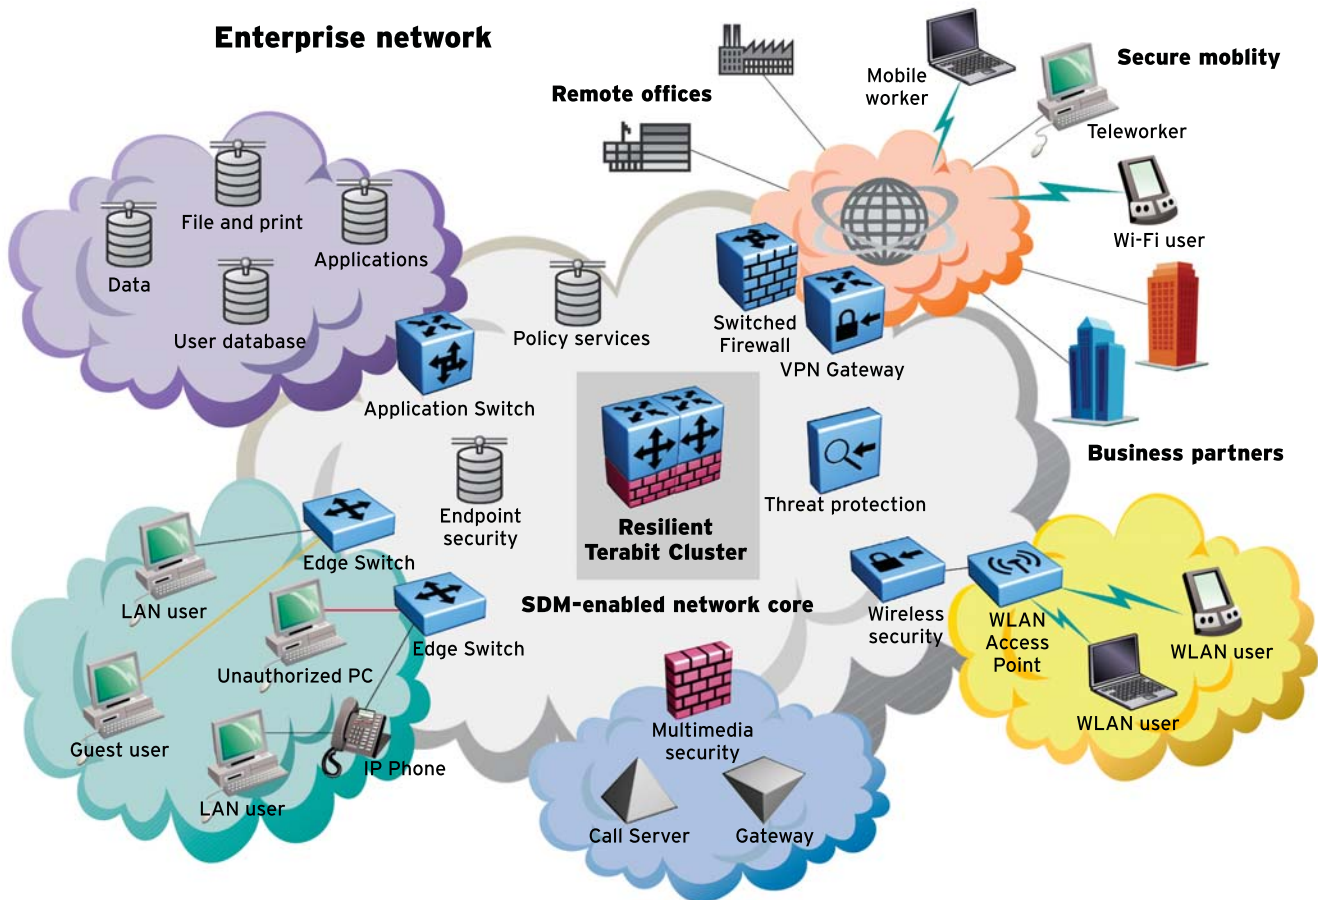 Enterprise network
Remote offices
Mobile
worker
Secure moblity
Teleworker
Wi-Fi user
File and print
Applications
Data
User database
Policy services
Switched
Firewall
VPN Gateway
Application Switch
Business partners
Endpoint
security
Threat protection
Resilient
Terabit Cluster
Edge Switch
LAN user
SDM-enabled network core
Wireless
security
WLAN
Access
Point
WLAN user
Edge Switch
Unauthorized PC
WLAN user
Guest user
Multimedia
security
IP Phone
LAN user
Call Server
Gateway